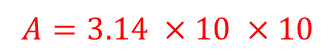 A = 3.14 × 10 × 10